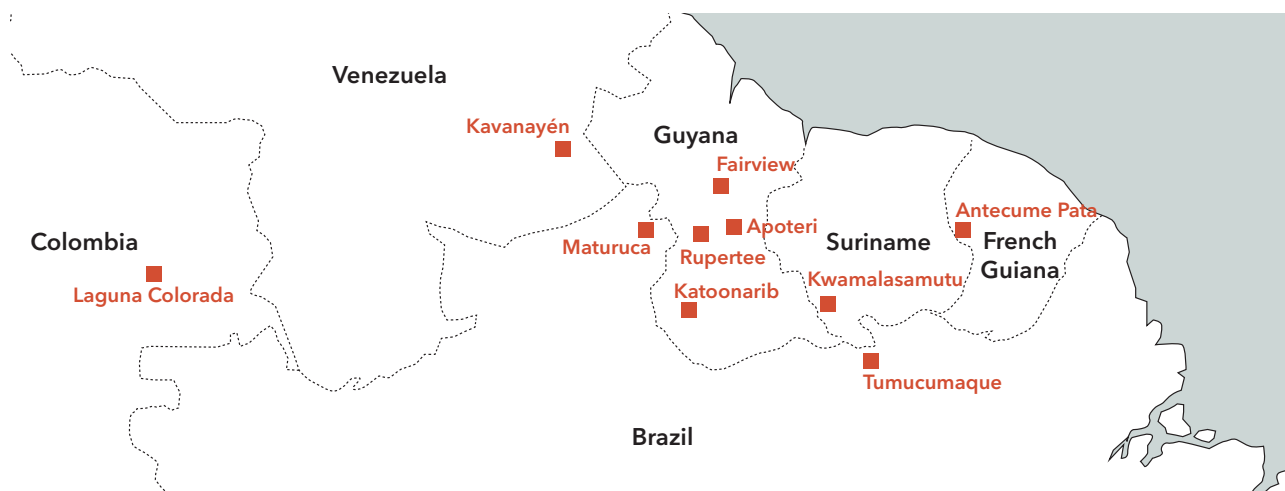 Venezuela
Kavanayén
Guyana
Fairview
Antecume Pata
Apoteri
Colombia
Maturuca
Suriname
French
Guiana
Rupertee
Kwamalasamutu
Laguna Colorada
Katoonarib
Tumucumaque
Brazil